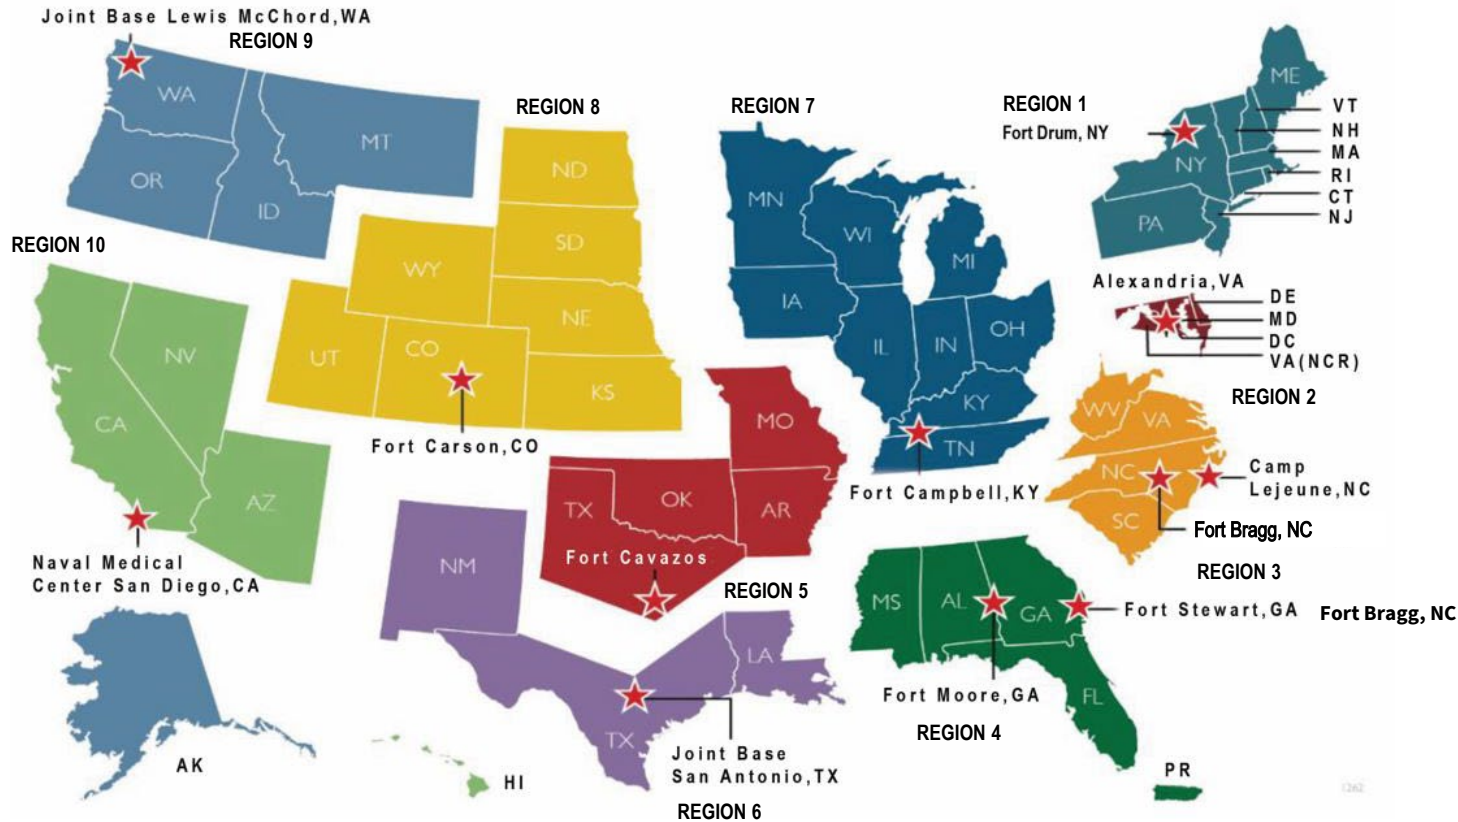 Joint Base Lewis McChord,WA
REGION 9
WA
MT
OR
ID
REGION 8
ND
SD
WY
NE
UT
CO
KS
Fort Carson,CO
REGION 7
MN
WI
MI
IA
IL
IN
OH
KY
TN
Fort Campbell,KY
REGION 1
Fort Drum, NY
ME
VT
NH
MA
RI
CT
NJ
NY
PA
Alexandria,VA
DE
MD
DC
VA(NCR)
REGION 2
WV
VA
NC
SC
Camp
Lejeune,NC
Fort Bragg, NC
REGION 3
REGION 10
NV
CA
AZ
Naval Medical
Center San Diego,CA
MO
TX
OK
AR
Fort Cavazos
REGION 5
NM
LA
TX
Joint Base
San Antonio,TX
REGION 6
MS
AL
GA
FL
Fort Stewart,GA
Fort Bragg, NC
Fort Moore,GA
REGION 4
PR
AK
HI
1262